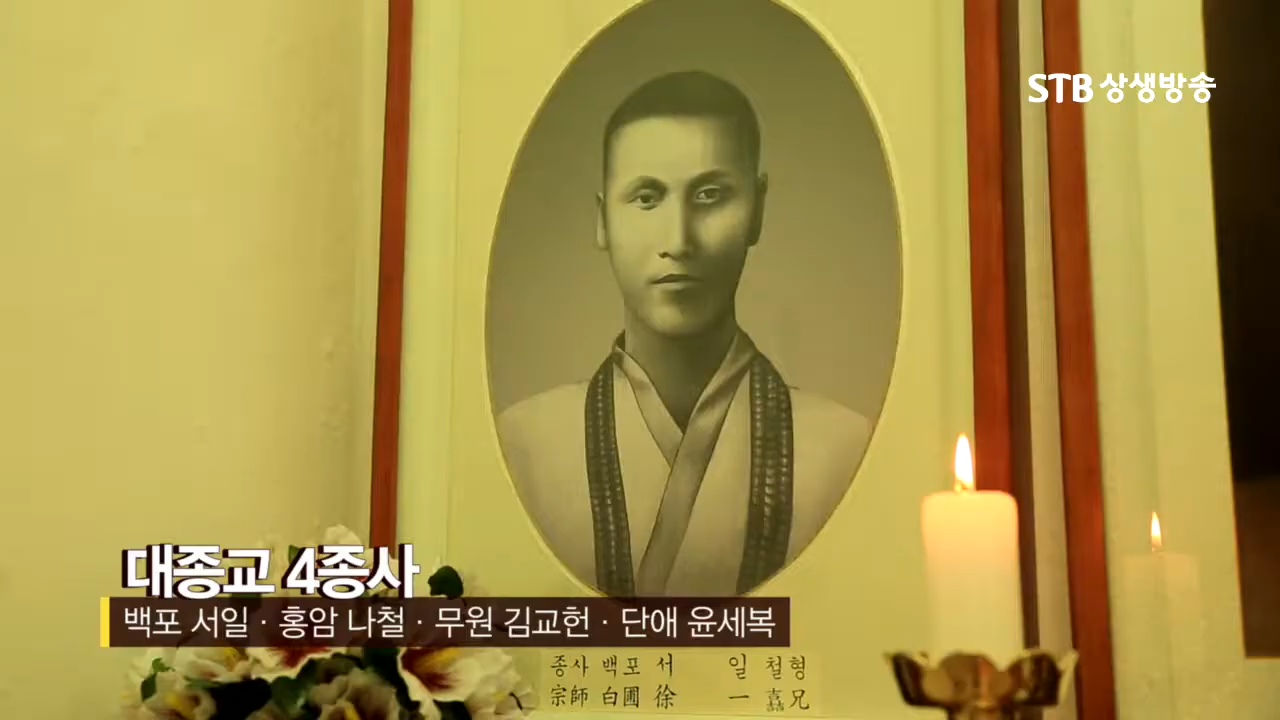 STB 상생방송
대종교 4종사
백포 서일 · 홍암 나철 · 무원 김교헌 · 단애 윤세복
종사 백포 서 일 철형
宗師 白圃 徐 一 嚞兄